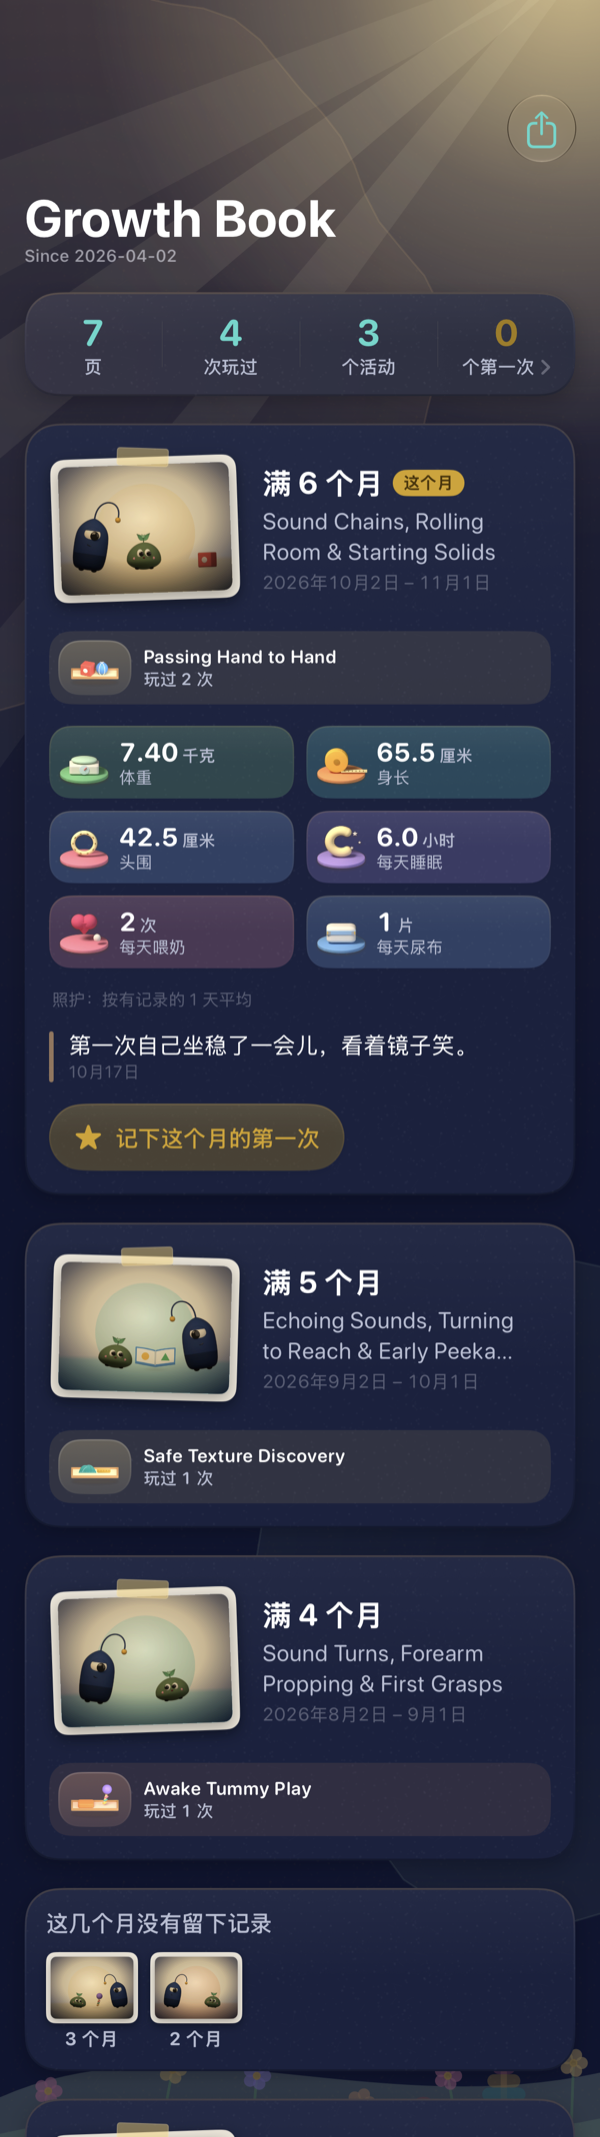 Growth Book
Since 2026-04-02
7
页
4
次玩过
3
个活动
0
个第一次
满 6 个月
这个月
Sound Chains, Rolling
Room & Starting Solids
2026年10月2日 – 11月1日
Passing Hand to Hand
玩过 2 次
7.40 千克
体重
65.5 厘米
身长
42.5 厘米
头围
6.0 小时
每天睡眠
2 次
每天喂奶
1 片
每天尿布
照护：按有记录的 1 天平均
第一次自己坐稳了一会儿，看着镜子笑。
10月17日
记下这个月的第一次
满 5 个月
Echoing Sounds, Turning
to Reach & Early Peeka...
2026年9月2日 – 10月1日
Safe Texture Discovery
玩过 1 次
满 4 个月
Sound Turns, Forearm
Propping & First Grasps
2026年8月2日 – 9月1日
Awake Tummy Play
玩过 1 次
这几个月没有留下记录
3 个月
2 个月